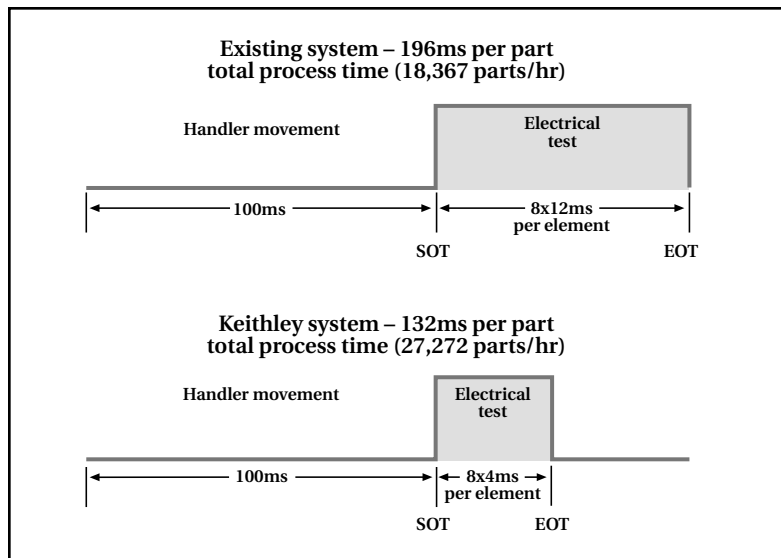 Existing system – 196ms per part
total process time (18,367 parts/hr)
Handler movement
Electrical
test
100ms
8x12ms
per element
SOT
EOT
Keithley system – 132ms per part
total process time (27,272 parts/hr)
Handler movement
Electrical
test
100ms
8x4ms
per element
SOT
EOT